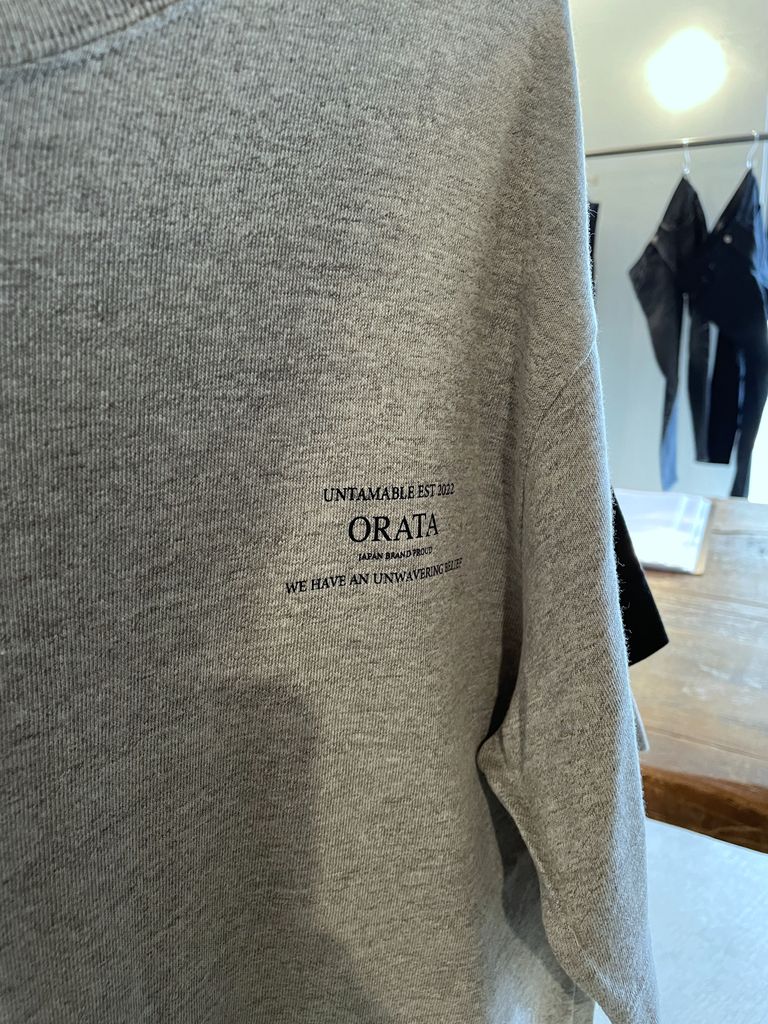 UNTAMABLE EST 2022
ORATA
JAPAN BRAND PROUD
WE HAVE AN UNWAVERING BELIEF